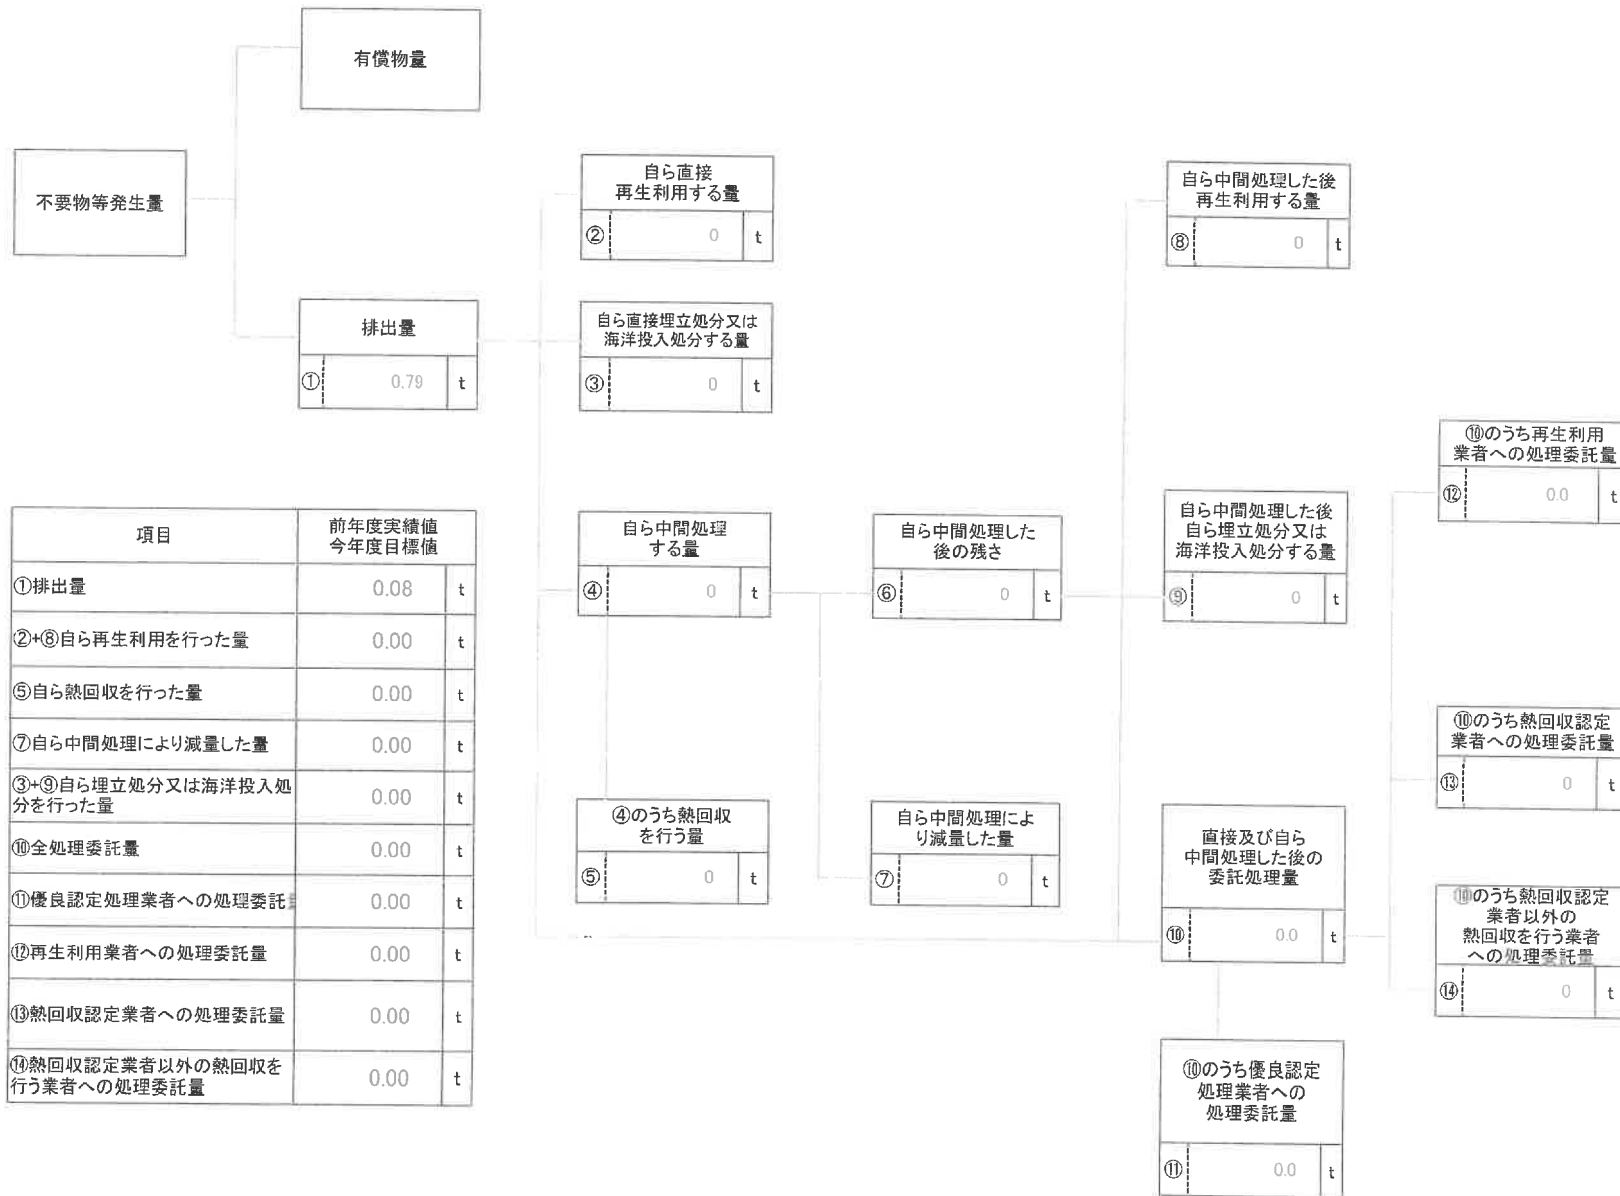 有償物量
不要物等発生量
排出量
① 0.79 t
自ら直接
再生利用する量
② 0 t
自ら直接埋立処分又は
海洋投入処分する量
③ 0 t
自ら中間処理
する量
④ 0 t
④のうち熱回収
を行う量
⑤ 0 t
自ら中間処理した
後の残さ
⑥ 0 t
自ら中間処理によ
り減量した量
⑦ 0 t
自ら中間処理した後
再生利用する量
⑧ 0 t
自ら中間処理した後
自ら埋立処分又は
海洋投入処分する量
⑨ 0 t
直接及び自ら
中間処理した後の
委託処理量
⑩ 0.0 t
⑩のうち優良認定
処理業者への
処理委託量
⑪ 0.0 t
⑩のうち再生利用
業者への処理委託量
⑫ 0.0 t
⑩のうち熱回収認定
業者への処理委託量
⑬ 0 t
⑩のうち熱回収認定
業者以外の
熱回収を行う業者
への処理委託量
⑭ 0 t
項目 前年度実績値
今年度目標値
①排出量 0.08 t
②+⑧自ら再生利用を行った量 0.00 t
⑤自ら熱回収を行った量 0.00 t
⑦自ら中間処理により減量した量 0.00 t
③+⑨自ら埋立処分又は海洋投入処
分を行った量 0.00 t
⑩全処理委託量 0.00 t
⑪優良認定処理業者への処理委託量 0.00 t
⑫再生利用業者への処理委託量 0.00 t
⑬熱回収認定業者への処理委託量 0.00 t
⑭熱回収認定業者以外の熱回収を
行う業者への処理委託量 0.00 t